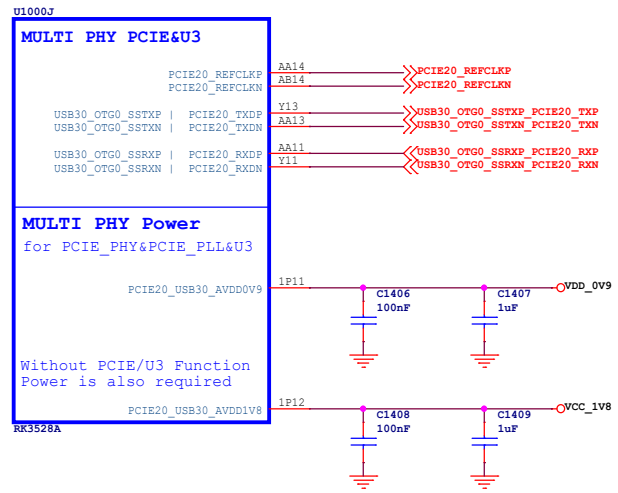 U1000J
MULTI PHY PCIE&U3
PCIE20_REFCLKP AA14 PCIE20_REFCLKP
PCIE20_REFCLKN AB14 PCIE20_REFCLKN
USB30_OTG0_SSTXP | PCIE20_TXDP Y13 USB30_OTG0_SSTXP_PCIE20_TXP
USB30_OTG0_SSTXN | PCIE20_TXDN AA13 USB30_OTG0_SSTXN_PCIE20_TXN
USB30_OTG0_SSRXP | PCIE20_RXDP AA11 USB30_OTG0_SSRXP_PCIE20_RXP
USB30_OTG0_SSRXN | PCIE20_RXDN Y11 USB30_OTG0_SSRXN_PCIE20_RXN
MULTI PHY Power
for PCIE_PHY&PCIE_PLL&U3
PCIE20_USB30_AVDD0V9 1P11 VDD_0V9
C1406 C1407
100nF 1uF
Without PCIE/U3 Function
Power is also required
PCIE20_USB30_AVDD1V8 1P12 VCC_1V8
C1408 C1409
100nF 1uF
RK3528A